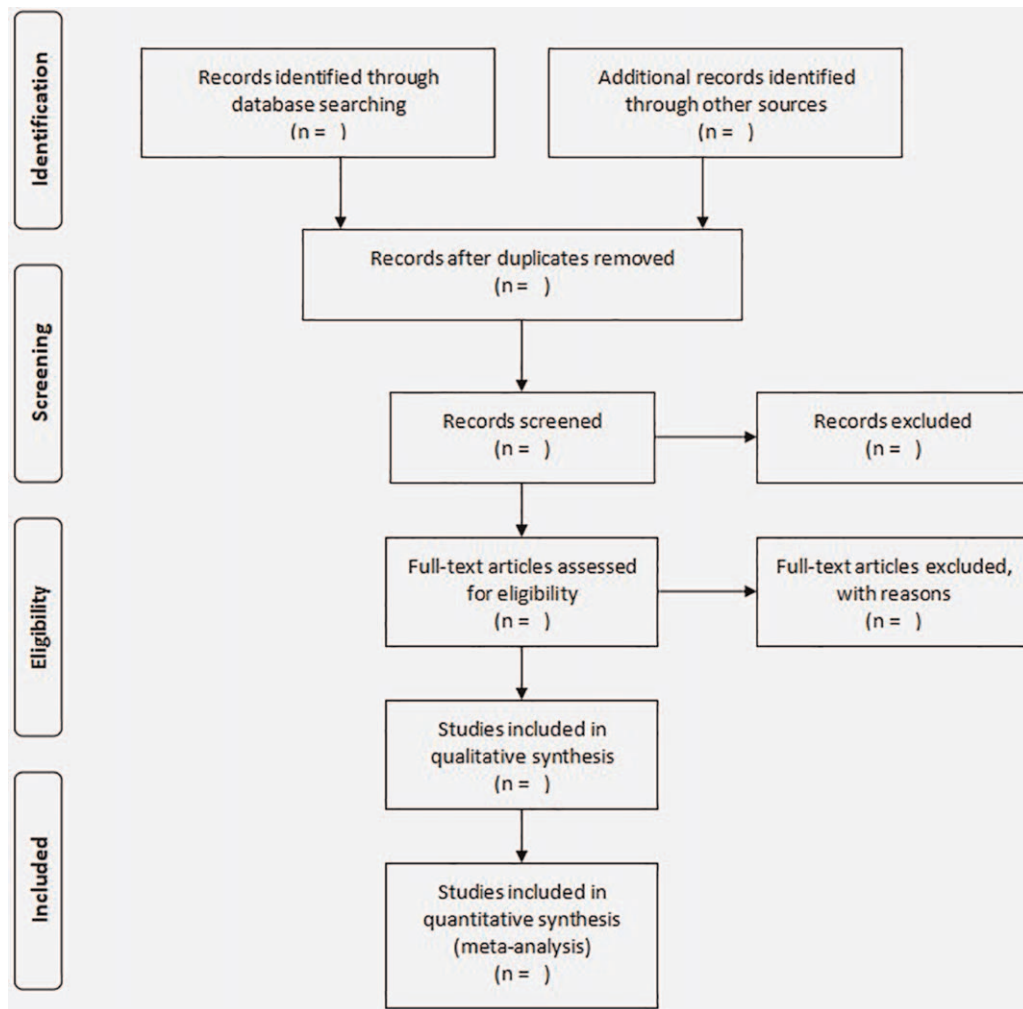 Identification
Records identified through
database searching
(n =   )
Additional records identified
through other sources
(n =   )
Records after duplicates removed
(n =   )
Screening
Records screened
(n =   )
Records excluded
(n =   )
Eligibility
Full-text articles assessed
for eligibility
(n =   )
Full-text articles excluded,
with reasons
(n =   )
Studies included in
qualitative synthesis
(n =   )
Included
Studies included in
quantitative synthesis
(meta-analysis)
(n =   )